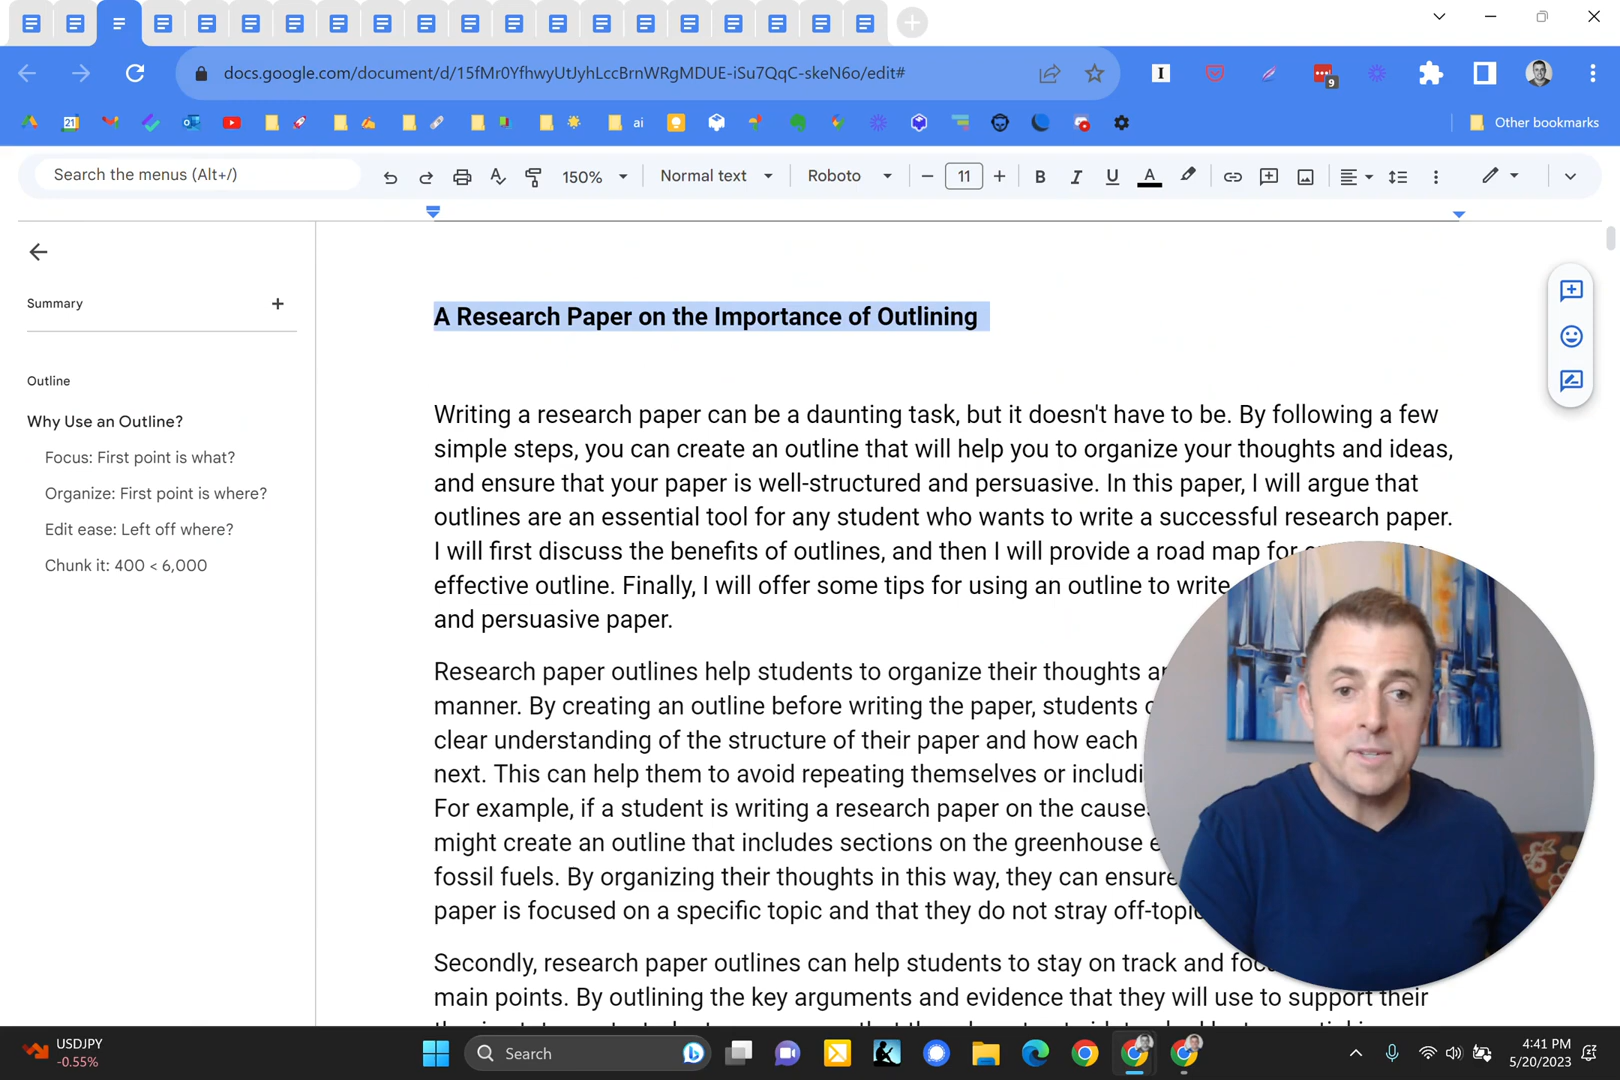 docs.google.com/document/d/15fMr0YfhwyUtJyhLccBrnWRgMDUE-iSu7QqC-skeN6o/edit#
9
21
ai
Other bookmarks
Search the menus (Alt+/)
150%
Normal text
Roboto
11
B I U A
Summary
Outline
Why Use an Outline?
Focus: First point is what?
Organize: First point is where?
Edit ease: Left off where?
Chunk it: 400 < 6,000
A Research Paper on the Importance of Outlining
Writing a research paper can be a daunting task, but it doesn't have to be. By following a few
simple steps, you can create an outline that will help you to organize your thoughts and ideas,
and ensure that your paper is well-structured and persuasive. In this paper, I will argue that
outlines are an essential tool for any student who wants to write a successful research paper.
I will first discuss the benefits of outlines, and then I will provide a road map for
effective outline. Finally, I will offer some tips for using an outline to write
and persuasive paper.
Research paper outlines help students to organize their thoughts
manner. By creating an outline before writing the paper, students
clear understanding of the structure of their paper and how each
next. This can help them to avoid repeating themselves or
For example, if a student is writing a research paper on the
might create an outline that includes sections on the greenhouse
fossil fuels. By organizing their thoughts in this way, they can ensure
paper is focused on a specific topic and that they do not stray
Secondly, research paper outlines can help students to stay on track and
main points. By outlining the key arguments and evidence that they will use to support their
USDJPY
-0.55%
Search
4:41 PM
5/20/2023